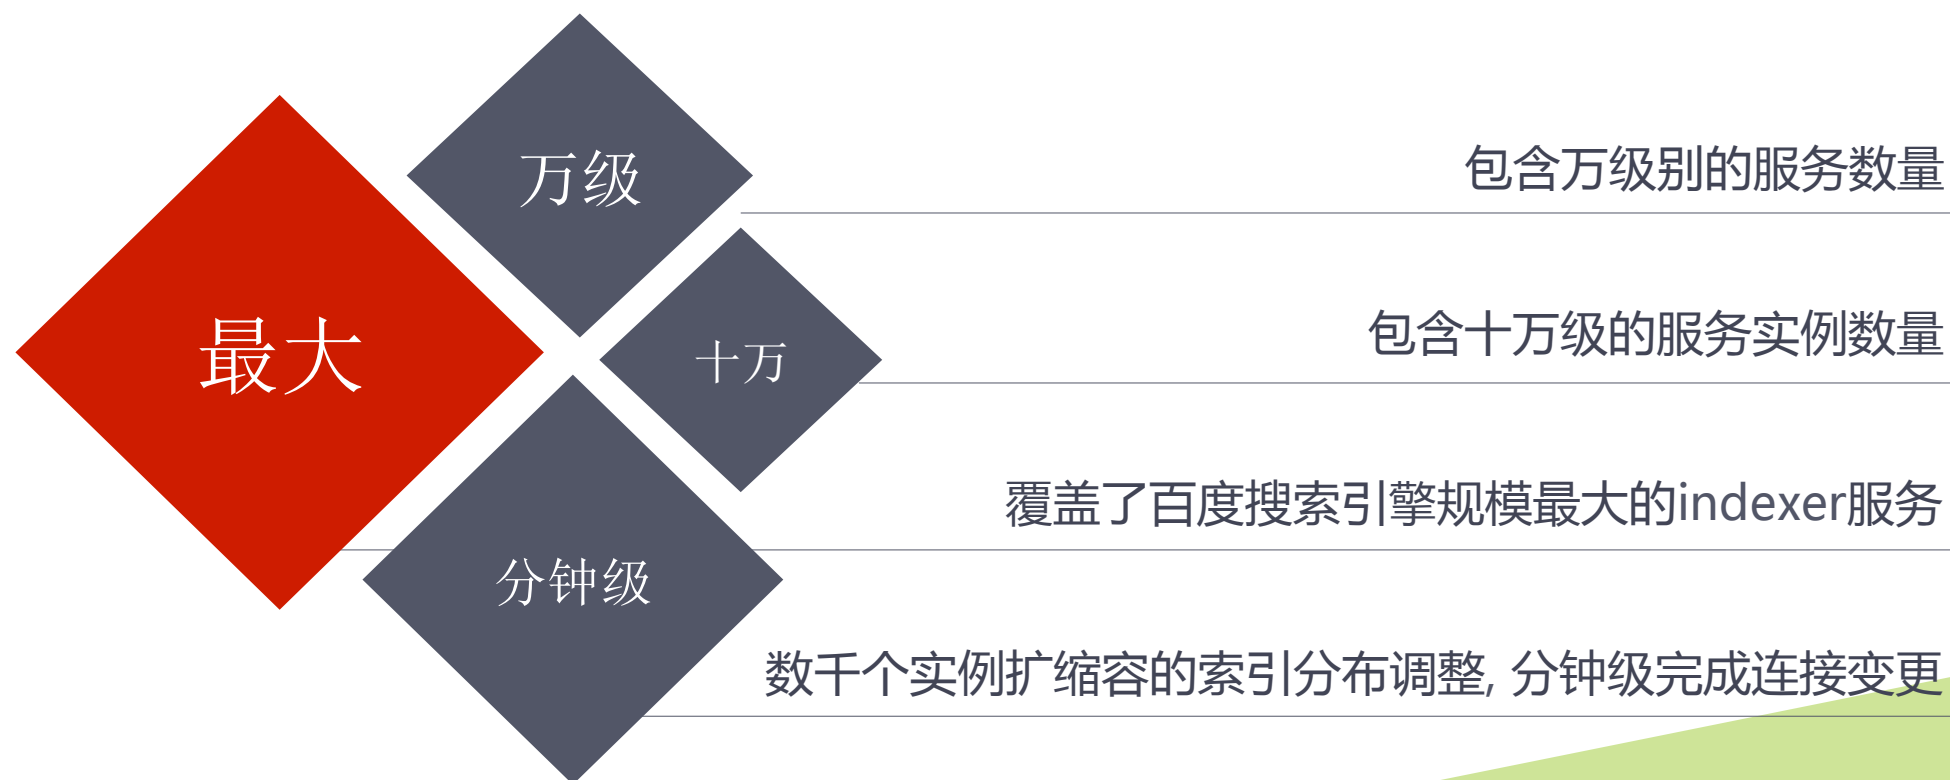 万级
包含万级别的服务数量
最大
十万
包含十万级的服务实例数量
覆盖了百度搜索引擎规模最大的indexer服务
分钟级
数千个实例扩缩容的索引分布调整, 分钟级完成连接变更